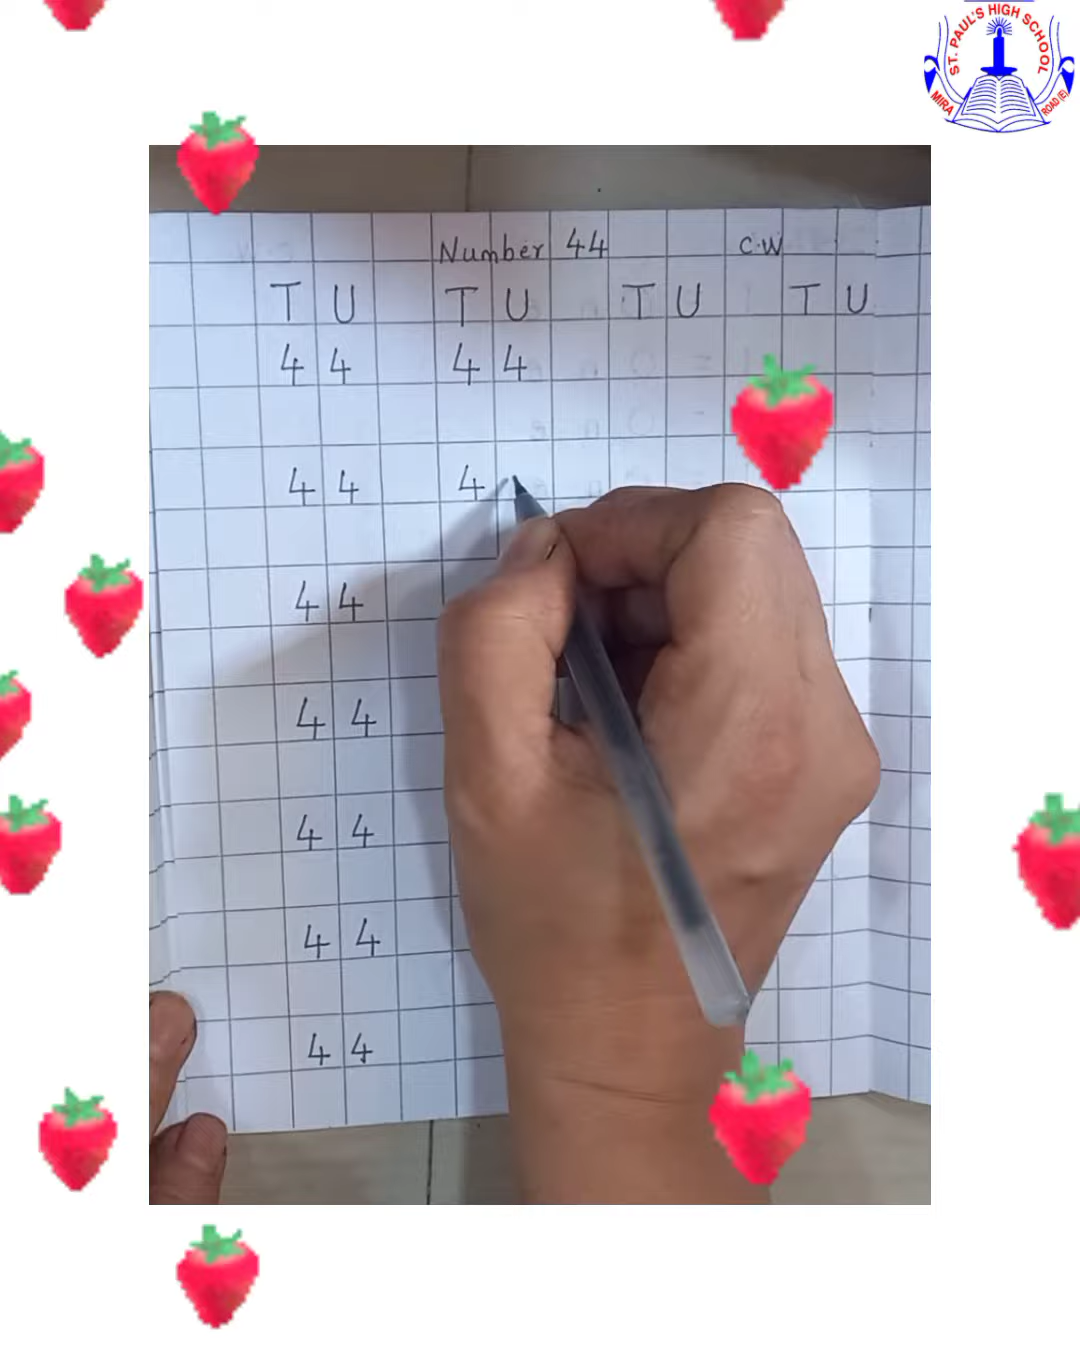 ST. PAUL'S HIGH SCHOOL
MIRA ROAD (E)
Number 44 C.W
T U T U T U T U
4 4 4 4
4 4 4
4 4
4 4
4 4
4 4
4 4